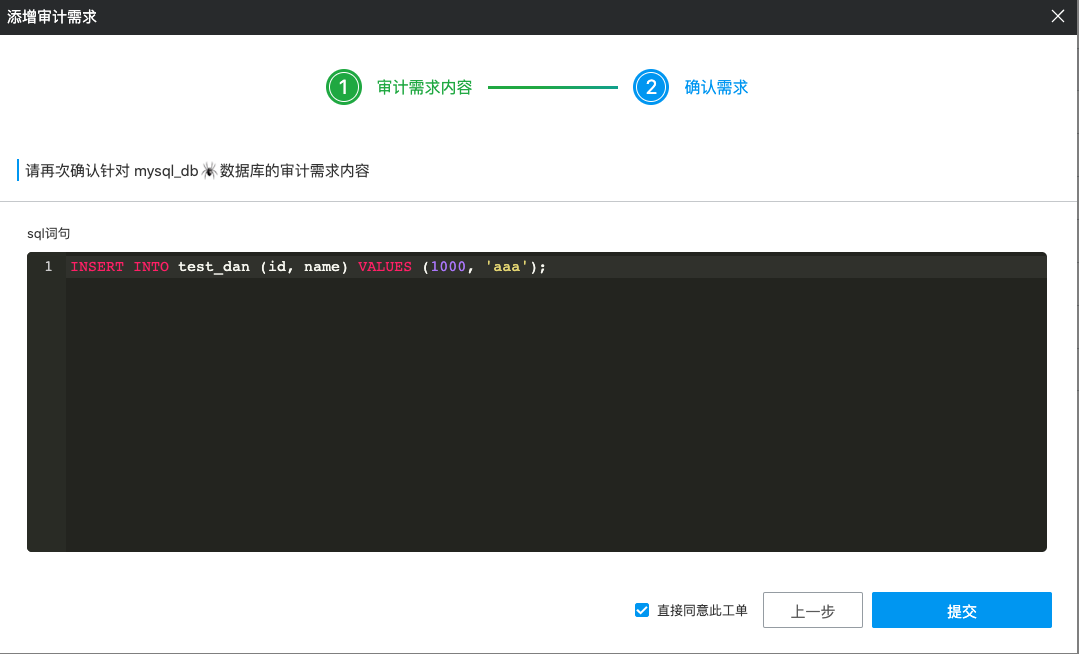 添增审计需求
1 审计需求内容 2 确认需求
请再次确认针对 mysql_db🕷数据库的审计需求内容
sql词句
1 INSERT INTO test_dan (id, name) VALUES (1000, 'aaa');
直接同意此工单 上一步 提交